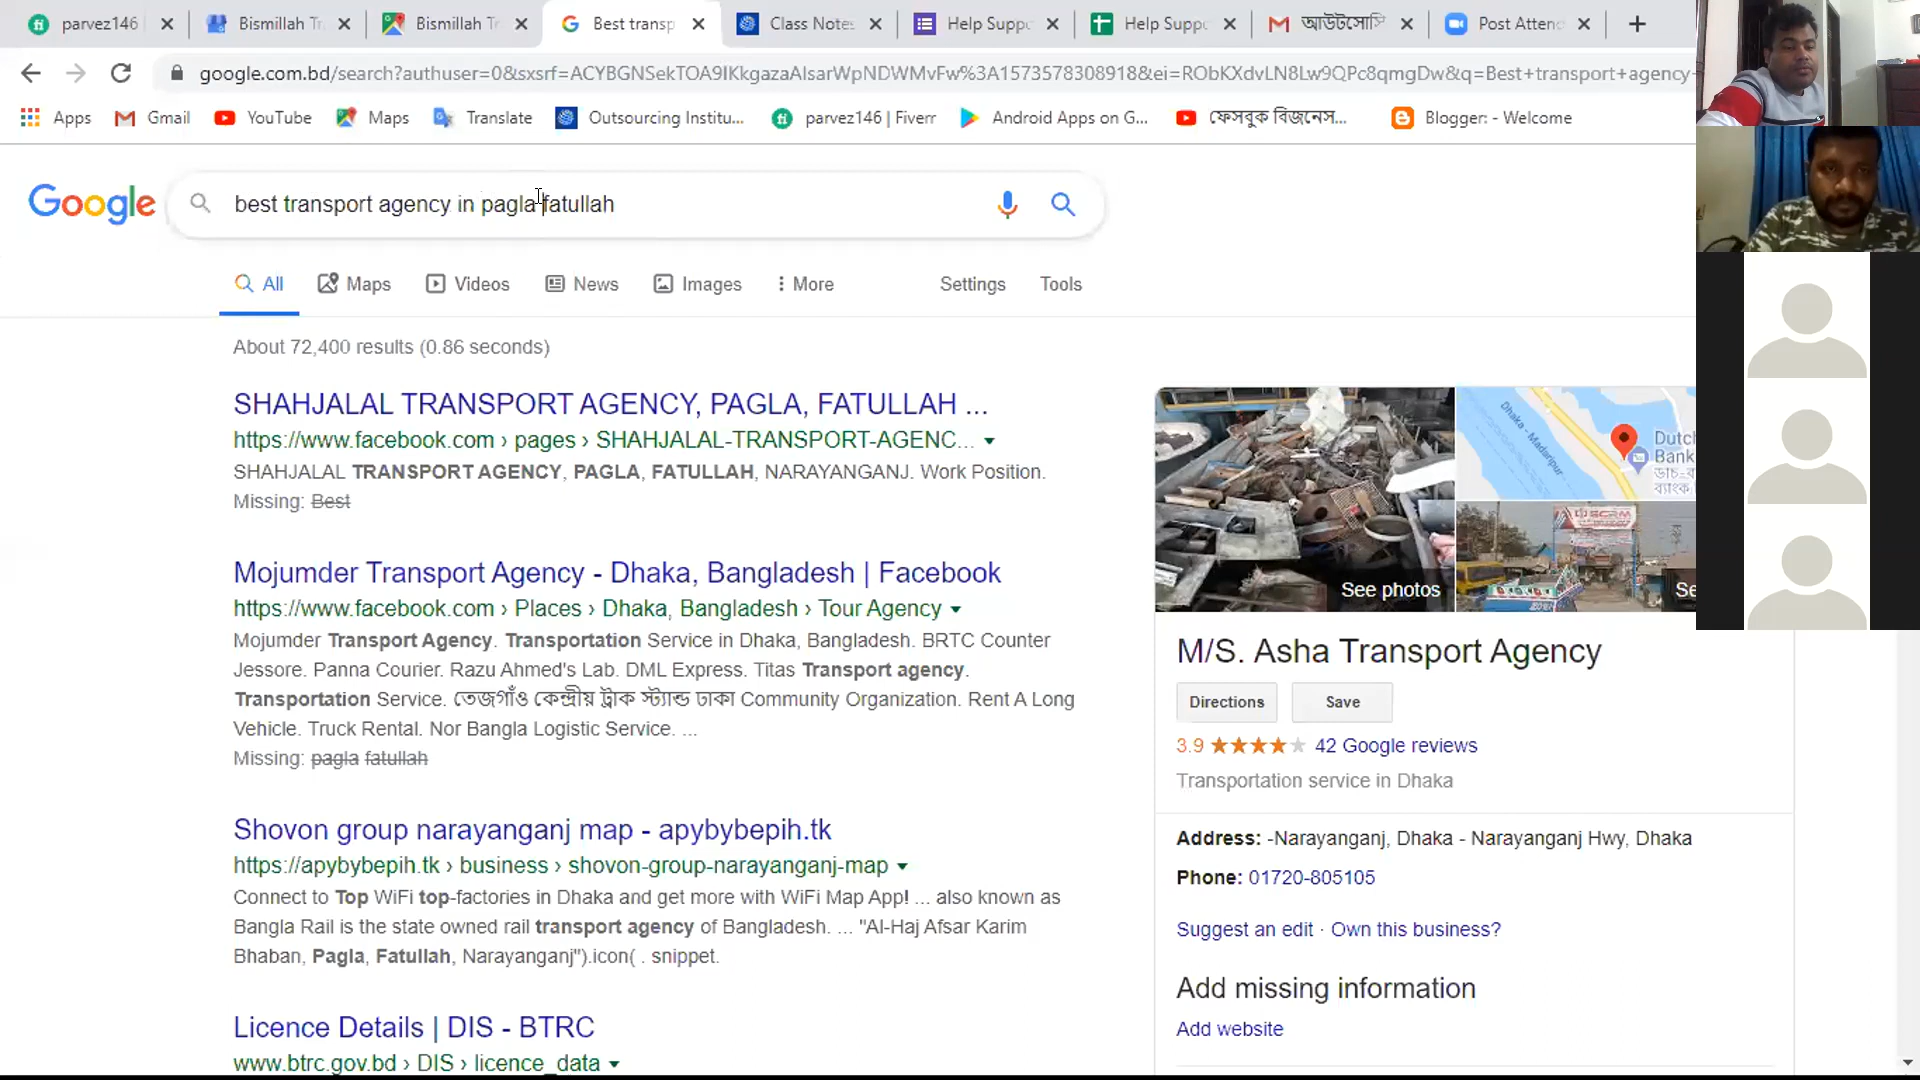 parvez146
Bismillah Tr
Bismillah Tr
Best transp
Class Notes
Help Suppo
Help Suppo
আউটসোর্সি
Post Atten
google.com.bd/search?authuser=0&sxsrf=ACYBGNSekTOA9IKkgazaAlsarWpNDWMvFw%3A1573578308918&ei=RObKXdvLN8Lw9QPc8qmgDw&q=Best+transport+agency
Apps
Gmail
YouTube
Maps
Translate
Outsourcing Institu...
parvez146 | Fiverr
Android Apps on G...
ফেসবুক বিজনেস...
Blogger: - Welcome
Google
best transport agency in pagla fatullah
All
Maps
Videos
News
Images
More
Settings
Tools
About 72,400 results (0.86 seconds)
SHAHJALAL TRANSPORT AGENCY, PAGLA, FATULLAH ...
https://www.facebook.com › pages › SHAHJALAL-TRANSPORT-AGENC...
SHAHJALAL TRANSPORT AGENCY, PAGLA, FATULLAH, NARAYANGANJ. Work Position.
Missing: Best
Mojumder Transport Agency - Dhaka, Bangladesh | Facebook
https://www.facebook.com › Places › Dhaka, Bangladesh › Tour Agency
Mojumder Transport Agency. Transportation Service in Dhaka, Bangladesh. BRTC Counter
Jessore. Panna Courier. Razu Ahmed's Lab. DML Express. Titas Transport agency.
Transportation Service. তেজগাঁও কেন্দ্রীয় ট্রাক স্ট্যান্ড ঢাকা Community Organization. Rent A Long
Vehicle. Truck Rental. Nor Bangla Logistic Service. ...
Missing: pagla fatullah
Shovon group narayanganj map - apybybepih.tk
https://apybybepih.tk › business › shovon-group-narayanganj-map
Connect to Top WiFi top-factories in Dhaka and get more with WiFi Map App! ... also known as
Bangla Rail is the state owned rail transport agency of Bangladesh. ... "Al-Haj Afsar Karim
Bhaban, Pagla, Fatullah, Narayanganj").icon( . snippet.
Licence Details | DIS - BTRC
www.btrc.gov.bd › DIS › licence_data
See photos
Dhaka - Madaripur
Dutch
Bank
ব্যাংক
Se
M/S. Asha Transport Agency
Directions
Save
3.9
42 Google reviews
Transportation service in Dhaka
Address: -Narayanganj, Dhaka - Narayanganj Hwy, Dhaka
Phone: 01720-805105
Suggest an edit · Own this business?
Add missing information
Add website